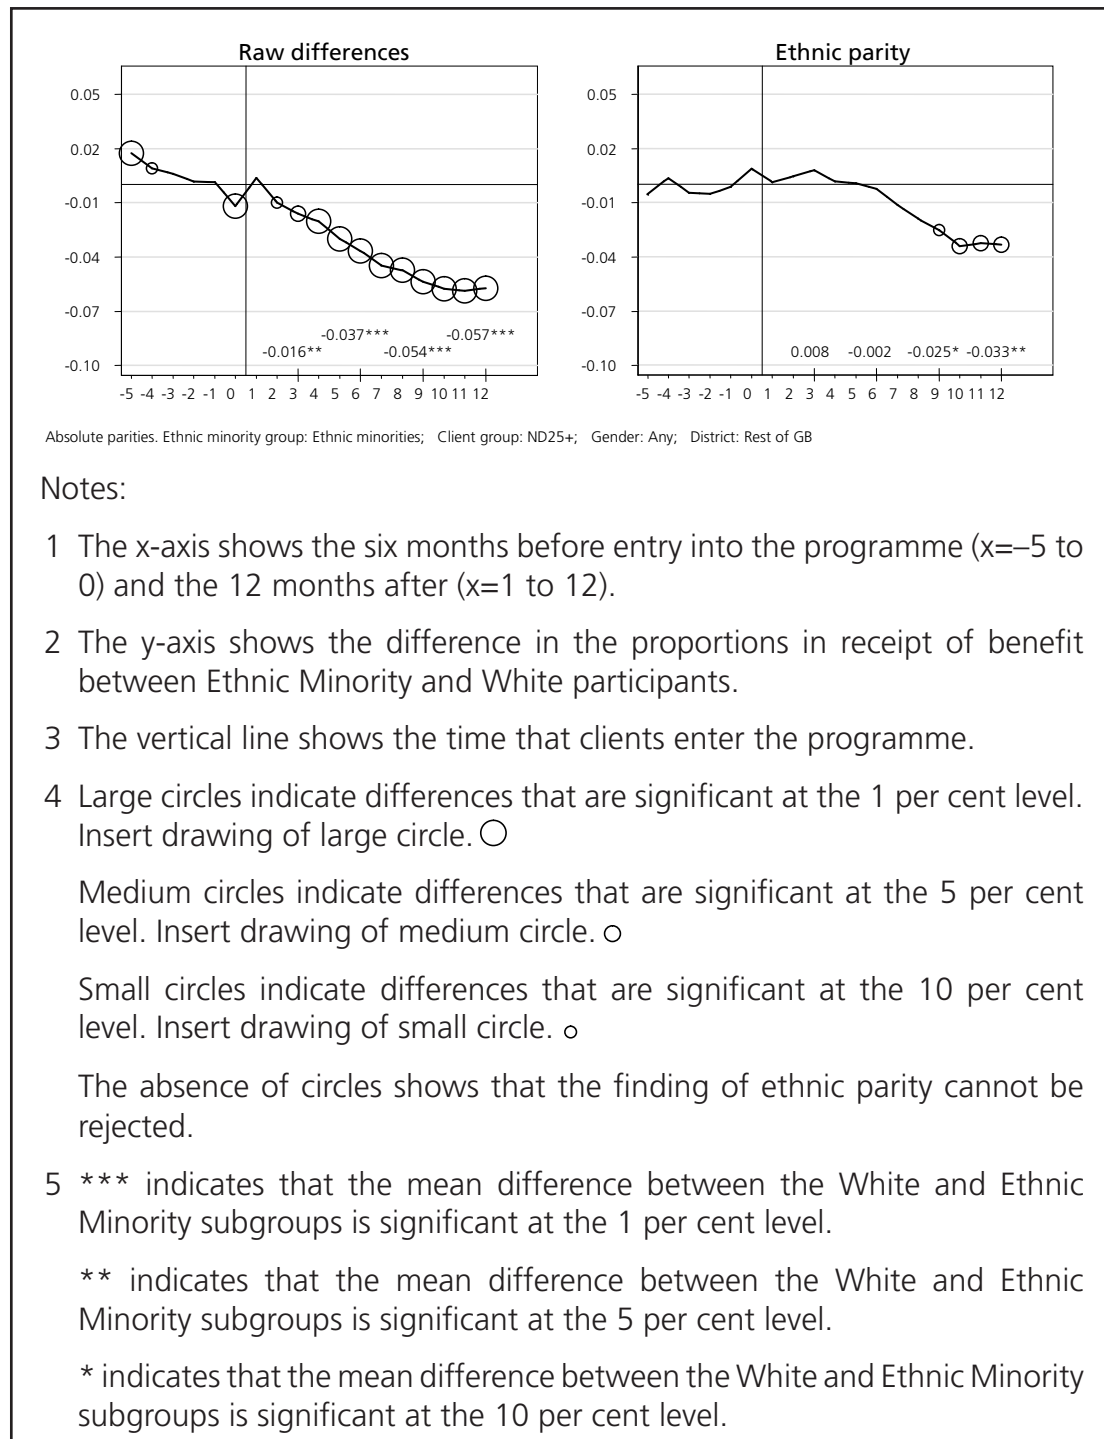 Raw differences
0.05
0.02
-0.01
-0.04
-0.07
-0.10
-0.037***
-0.057***
-0.016**
-0.054***
-5 -4 -3 -2 -1 0 1 2 3 4 5 6 7 8 9 10 11 12
Ethnic parity
0.05
0.02
-0.01
-0.04
-0.07
-0.10
0.008 -0.002 -0.025* -0.033**
-5 -4 -3 -2 -1 0 1 2 3 4 5 6 7 8 9 10 11 12
Absolute parities. Ethnic minority group: Ethnic minorities; Client group: ND25+; Gender: Any; District: Rest of GB
Notes:
1 The x-axis shows the six months before entry into the programme (x=–5 to
0) and the 12 months after (x=1 to 12).
2 The y-axis shows the difference in the proportions in receipt of benefit
between Ethnic Minority and White participants.
3 The vertical line shows the time that clients enter the programme.
4 Large circles indicate differences that are significant at the 1 per cent level.
Insert drawing of large circle.
Medium circles indicate differences that are significant at the 5 per cent
level. Insert drawing of medium circle.
Small circles indicate differences that are significant at the 10 per cent
level. Insert drawing of small circle.
The absence of circles shows that the finding of ethnic parity cannot be
rejected.
5 *** indicates that the mean difference between the White and Ethnic
Minority subgroups is significant at the 1 per cent level.
** indicates that the mean difference between the White and Ethnic
Minority subgroups is significant at the 5 per cent level.
* indicates that the mean difference between the White and Ethnic Minority
subgroups is significant at the 10 per cent level.